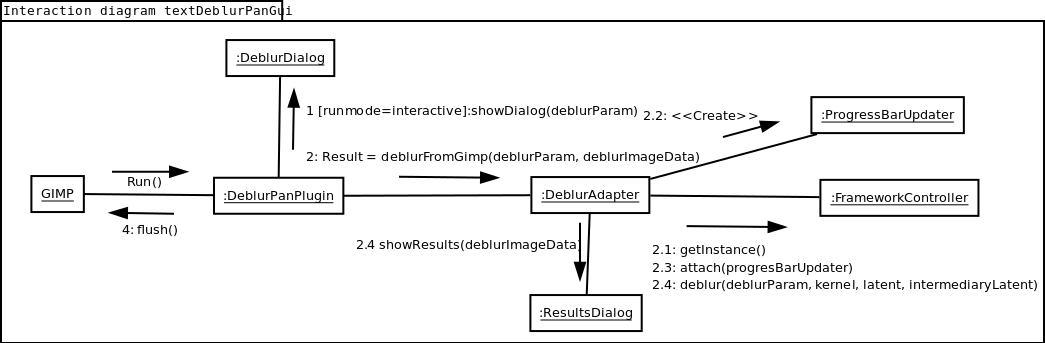 Interaction diagram textDeblurPanGui
:DeblurDialog
1 [runmode=interactive]:showDialog(deblurParam)
2.2: <<Create>>
:ProgressBarUpdater
2: Result = deblurFromGimp(deblurParam, deblurImageData)
Run()
GIMP
:DeblurPanPlugin
:DeblurAdapter
:FrameworkController
4: flush()
2.4 showResults(deblurImageData)
2.1: getInstance()
2.3: attach(progresBarUpdater)
2.4: deblur(deblurParam, kernel, latent, intermediaryLatent)
:ResultsDialog